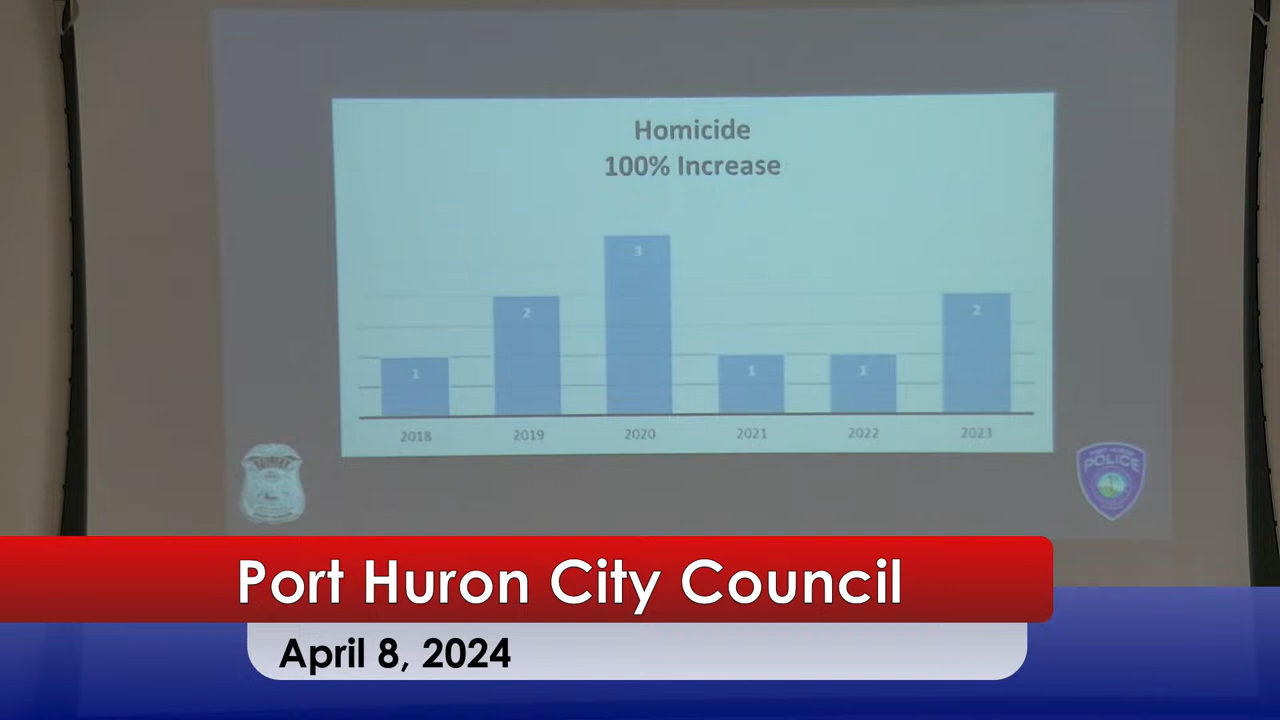 Homicide
100% Increase
3
2
2
1
1
1
2018 2019 2020 2021 2022 2023
POLICE
Port Huron City Council
April 8, 2024